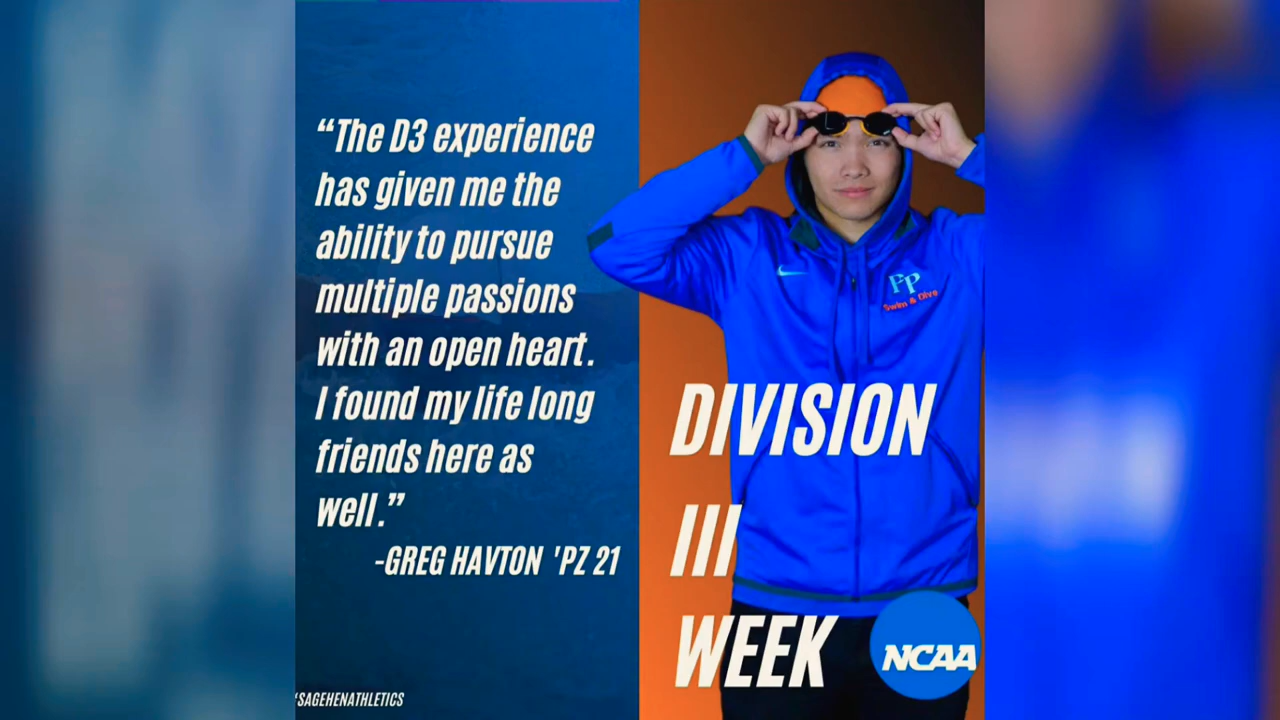 “The D3 experience
has given me the
ability to pursue
multiple passions
with an open heart.
I found my life long
friends here as
well.”
-GREG HAVTON 'PZ 21
SAGEHENATHLETICS
PP
Swim & Dive
DIVISION
III
WEEK
NCAA